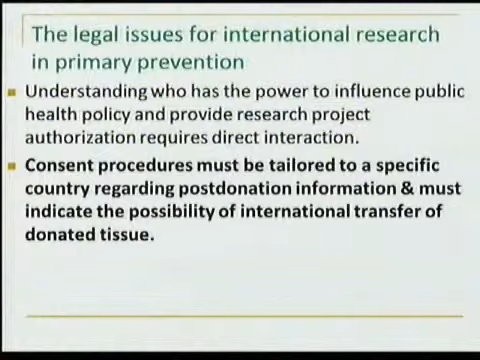 The legal issues for international research
in primary prevention
Understanding who has the power to influence public
health policy and provide research project
authorization requires direct interaction.
Consent procedures must be tailored to a specific
country regarding postdonation information & must
indicate the possibility of international transfer of
donated tissue.